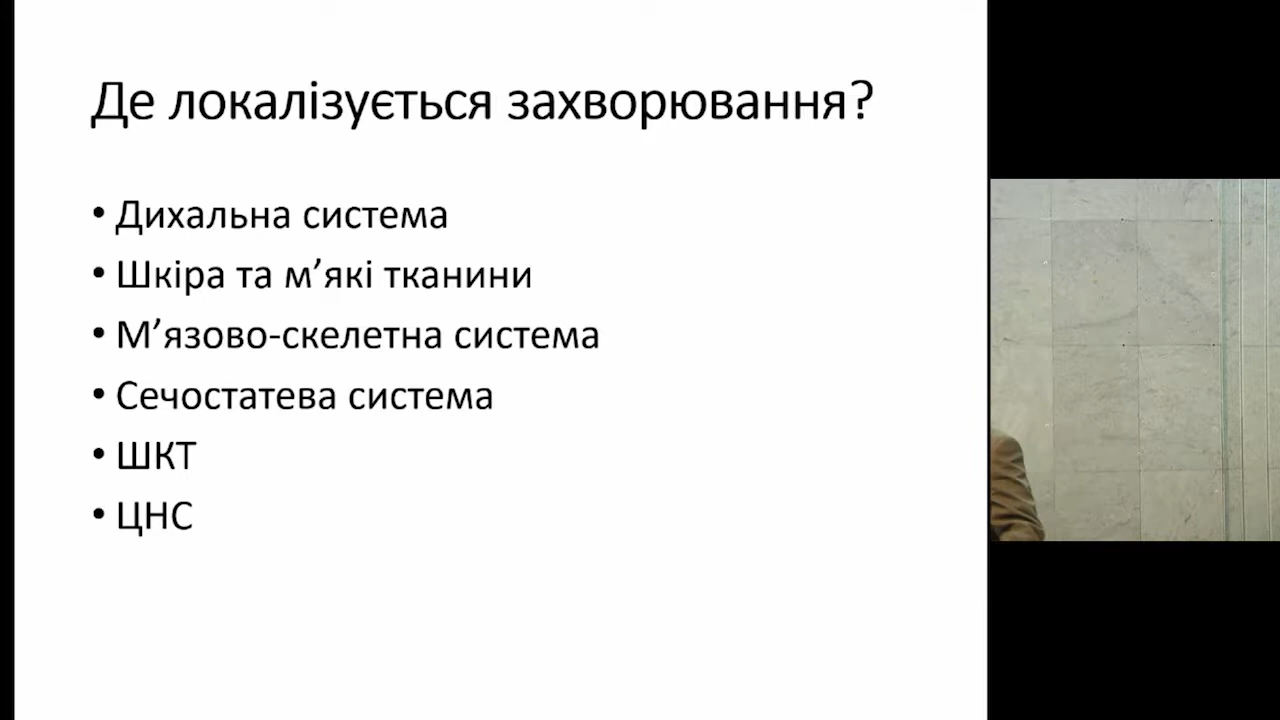 Де локалізується захворювання?
• Дихальна система
• Шкіра та м’які тканини
• М’язово-скелетна система
• Сечостатева система
• ШКТ
• ЦНС